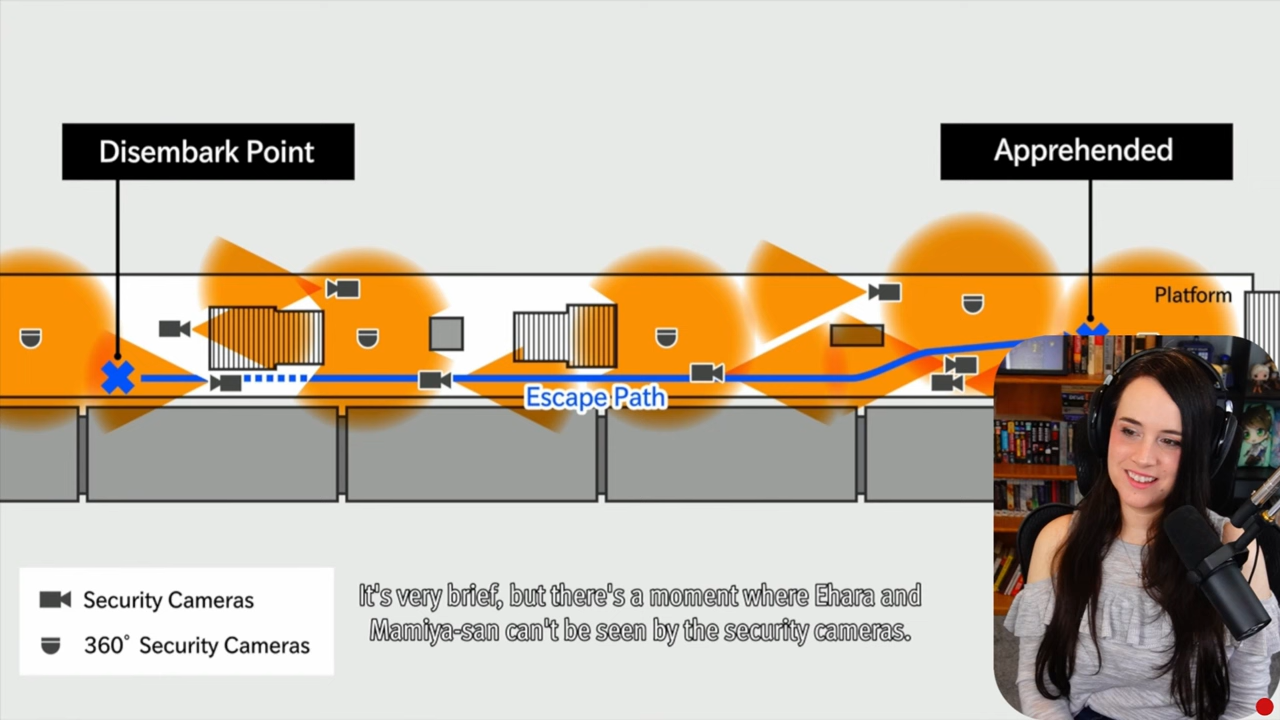 Disembark Point
Apprehended
Platform
Escape Path
Security Cameras
360° Security Cameras
It's very brief, but there's a moment where Ehara and
Mamiya-san can't be seen by the security cameras.